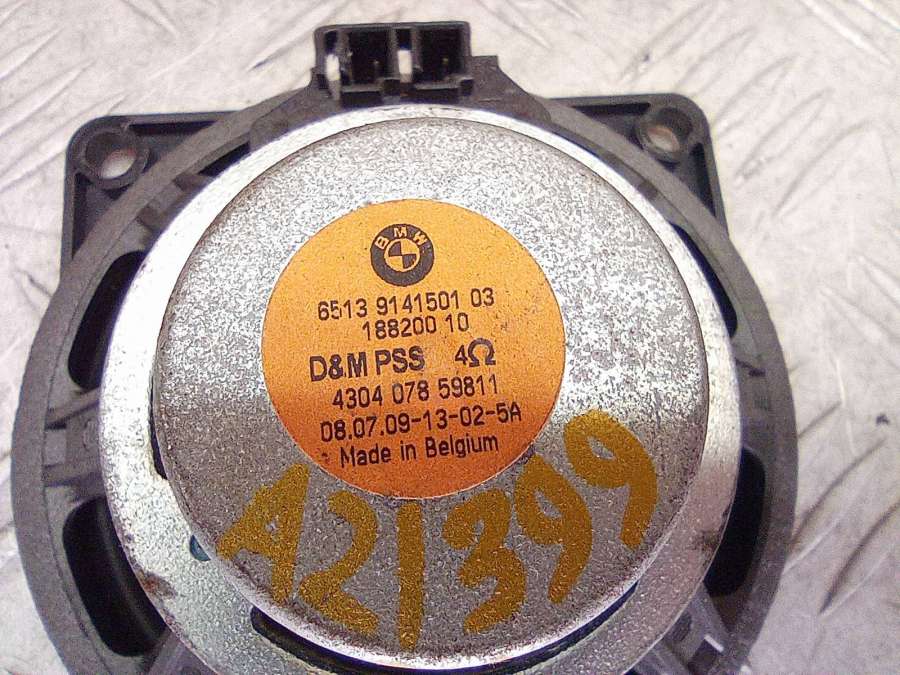 BMW
6513 9141501 03
188200 10
D&M PSS 4Ω
4304 078 59811
08.07.09-13-02-5A
Made in Belgium
A21399